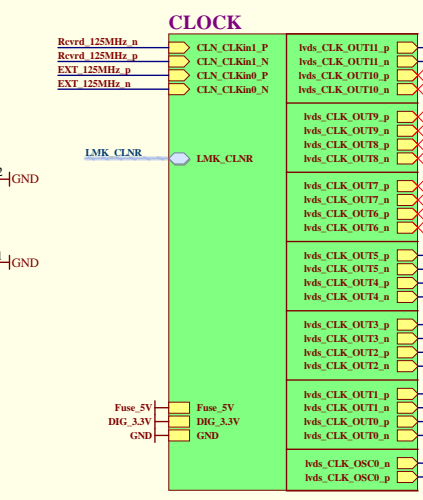 CLOCK
Rcvrd_125MHz_n
Rcvrd_125MHz_p
EXT_125MHz_p
EXT_125MHz_n
CLN_CLKin1_P
CLN_CLKin1_N
CLN_CLKin0_P
CLN_CLKin0_N
LMK_CLNR
LMK_CLNR
GND
GND
Fuse_5V
DIG_3.3V
GND
Fuse_5V
DIG_3.3V
GND
lvds_CLK_OUT11_p
lvds_CLK_OUT11_n
lvds_CLK_OUT10_p
lvds_CLK_OUT10_n
lvds_CLK_OUT9_p
lvds_CLK_OUT9_n
lvds_CLK_OUT8_p
lvds_CLK_OUT8_n
lvds_CLK_OUT7_p
lvds_CLK_OUT7_n
lvds_CLK_OUT6_p
lvds_CLK_OUT6_n
lvds_CLK_OUT5_p
lvds_CLK_OUT5_n
lvds_CLK_OUT4_p
lvds_CLK_OUT4_n
lvds_CLK_OUT3_p
lvds_CLK_OUT3_n
lvds_CLK_OUT2_p
lvds_CLK_OUT2_n
lvds_CLK_OUT1_p
lvds_CLK_OUT1_n
lvds_CLK_OUT0_p
lvds_CLK_OUT0_n
lvds_CLK_OSC0_n
lvds_CLK_OSC0_p